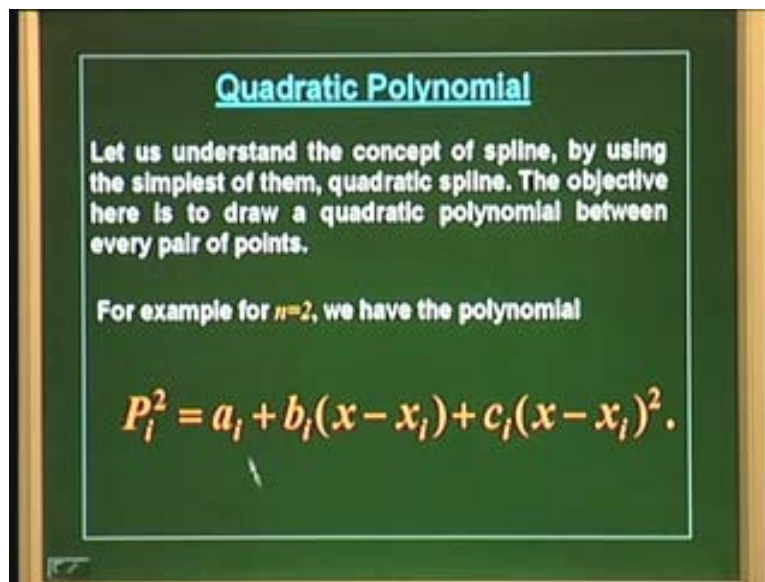 Quadratic Polynomial
Let us understand the concept of spline, by using
the simplest of them, quadratic spline. The objective
here is to draw a quadratic polynomial between
every pair of points.
For example for n=2, we have the polynomial
P_i^2 = a_i + b_i(x − x_i) + c_i(x − x_i)^2.